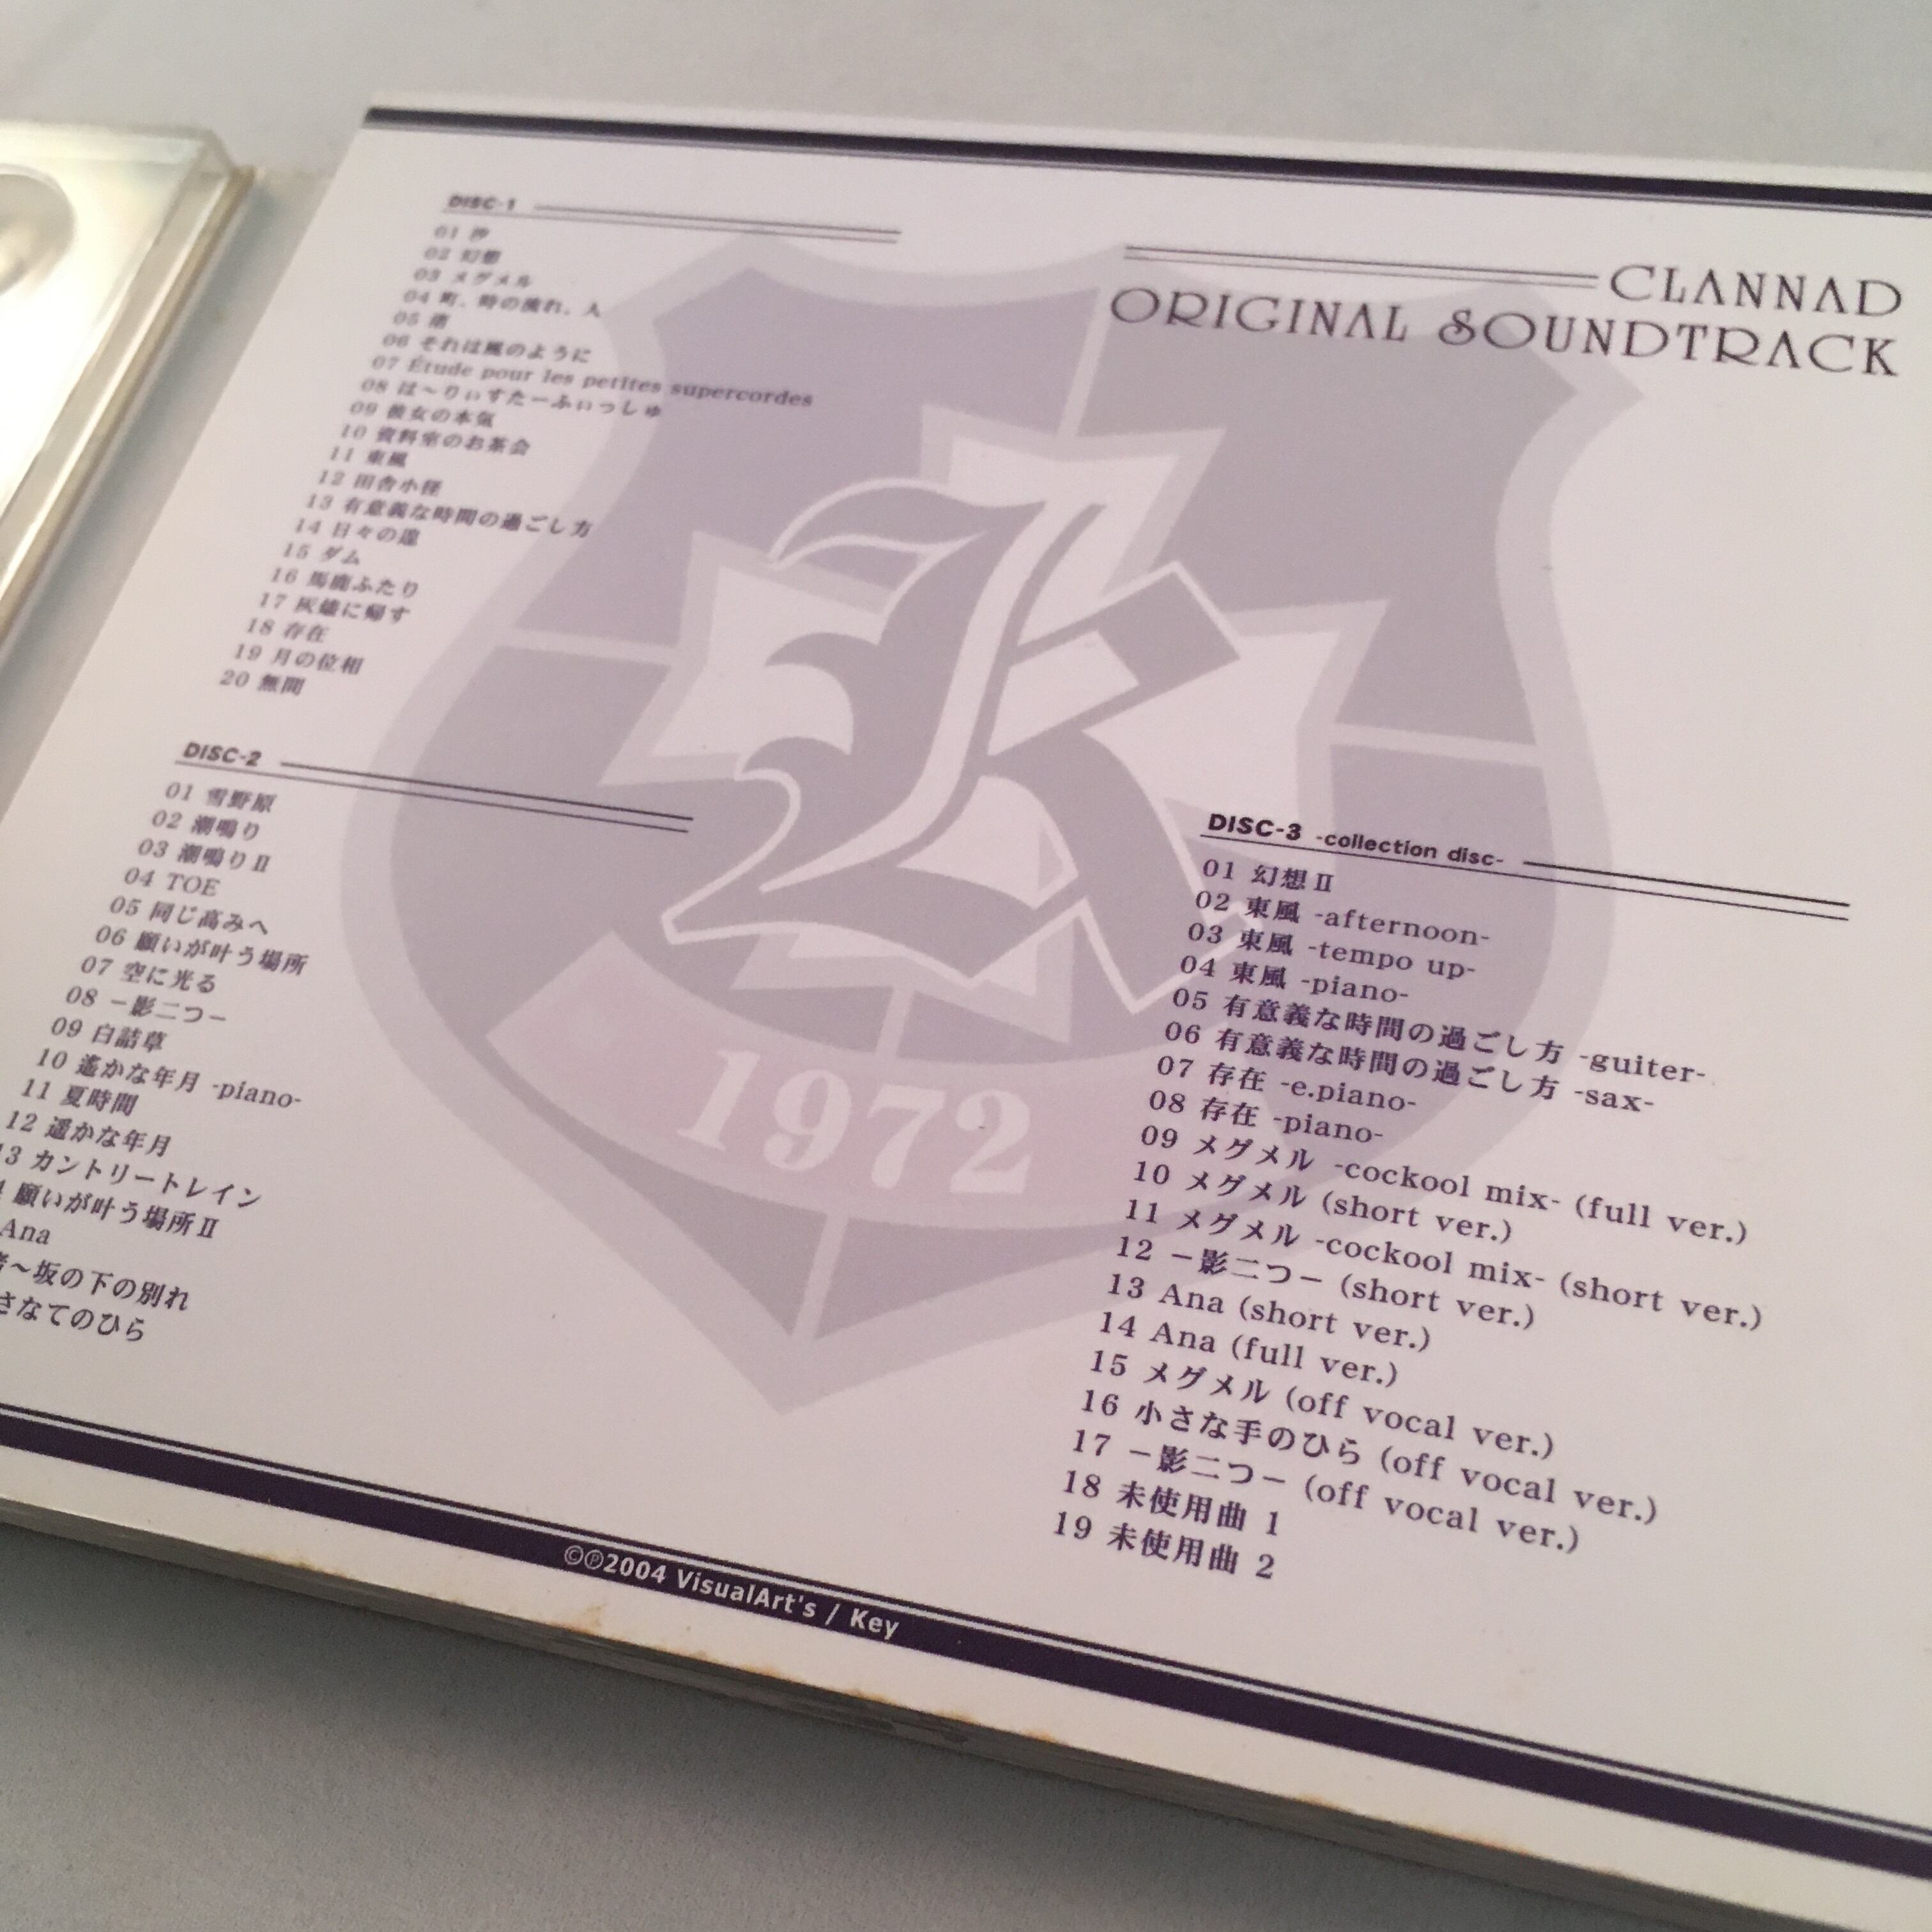 CLANNAD
ORIGINAL SOUNDTRACK
DISC-1
01 汐
02 幻想
03 メグメル
04 町, 時の流れ, 人
05 渚
06 それは風のように
07 Étude pour les petites supercordes
08 は～りぃすたーふぃっしゅ
09 彼女の本気
10 資料室のお茶会
11 東風
12 田舎小径
13 有意義な時間の過ごし方
14 日々の遑
15 ダム
16 馬鹿ふたり
17 灰燼に帰す
18 存在
19 月の位相
20 無間
DISC-2
01 雪野原
02 潮鳴り
03 潮鳴りⅡ
04 TOE
05 同じ高みへ
06 願いが叶う場所
07 空に光る
08 －影二つ－
09 白詰草
10 遙かな年月 -piano-
11 夏時間
12 遥かな年月
13 カントリートレイン
願いが叶う場所Ⅱ
Ana
～坂の下の別れ
さなてのひら
DISC-3 -collection disc-
01 幻想Ⅱ
02 東風 -afternoon-
03 東風 -tempo up-
04 東風 -piano-
05 有意義な時間の過ごし方 -guiter-
06 有意義な時間の過ごし方 -sax-
07 存在 -e.piano-
08 存在 -piano-
09 メグメル -cockool mix- (full ver.)
10 メグメル (short ver.)
11 メグメル -cockool mix- (short ver.)
12 －影二つ－ (short ver.)
13 Ana (short ver.)
14 Ana (full ver.)
15 メグメル (off vocal ver.)
16 小さな手のひら (off vocal ver.)
17 －影二つ－ (off vocal ver.)
18 未使用曲 1
19 未使用曲 2
K
1972
©℗2004 VisualArt's / Key